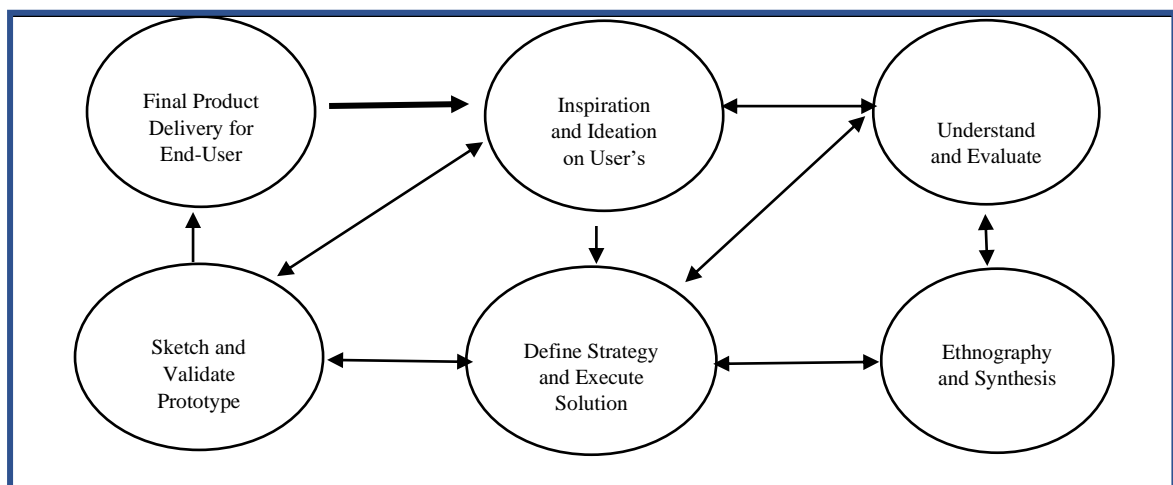 Final Product
Delivery for
End-User
Inspiration
and Ideation
on User’s
Understand
and Evaluate
Sketch and
Validate
Prototype
Define Strategy
and Execute
Solution
Ethnography
and Synthesis